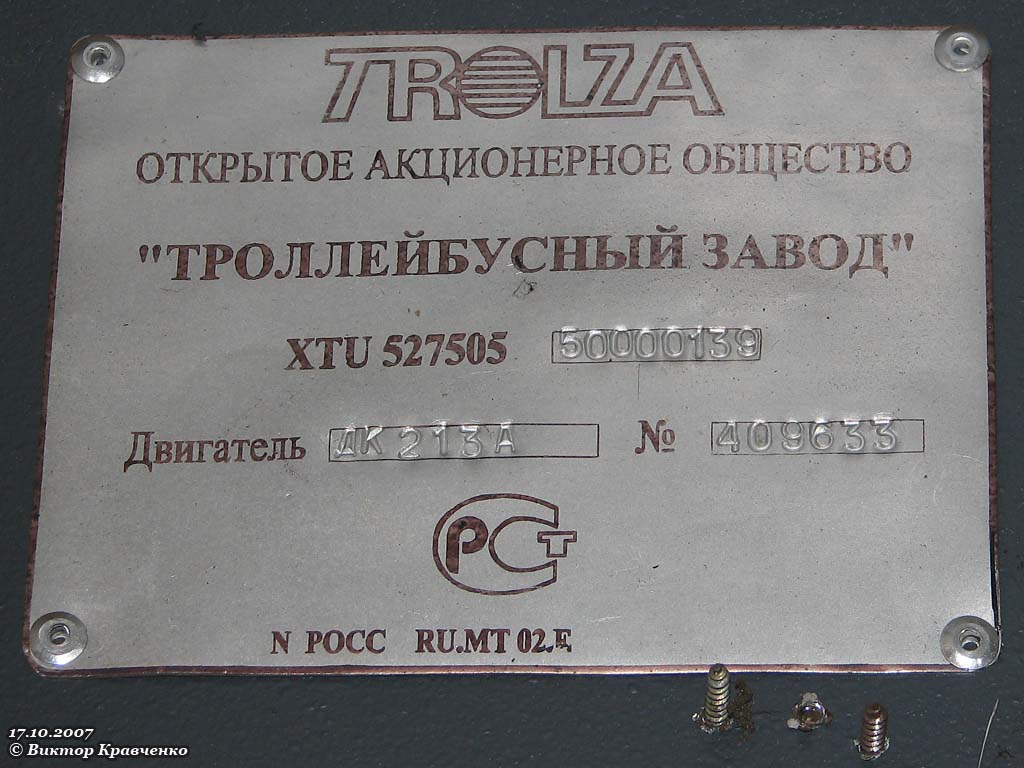 TROLZA
ОТКРЫТОЕ АКЦИОНЕРНОЕ ОБЩЕСТВО
"ТРОЛЛЕЙБУСНЫЙ ЗАВОД"
XTU 527505 50000139
Двигатель ДК 213А № 409633
РСТ
N РОСС RU.МТ 02.Е
17.10.2007
© Виктор Кравченко